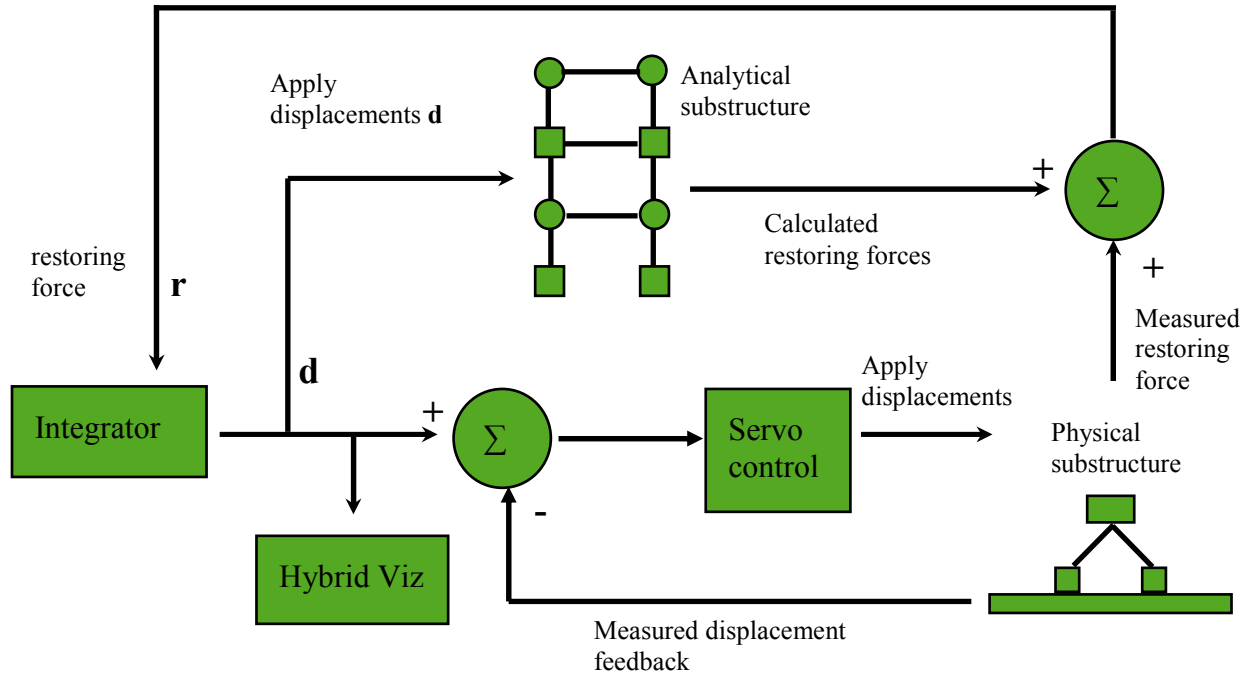 Apply
displacements d
Analytical
substructure
+
Σ
Calculated
restoring forces
+
restoring
force
r
Measured
restoring
force
d
Apply
displacements
Integrator
+
Σ
Servo
control
Physical
substructure
-
Hybrid Viz
Measured displacement
feedback